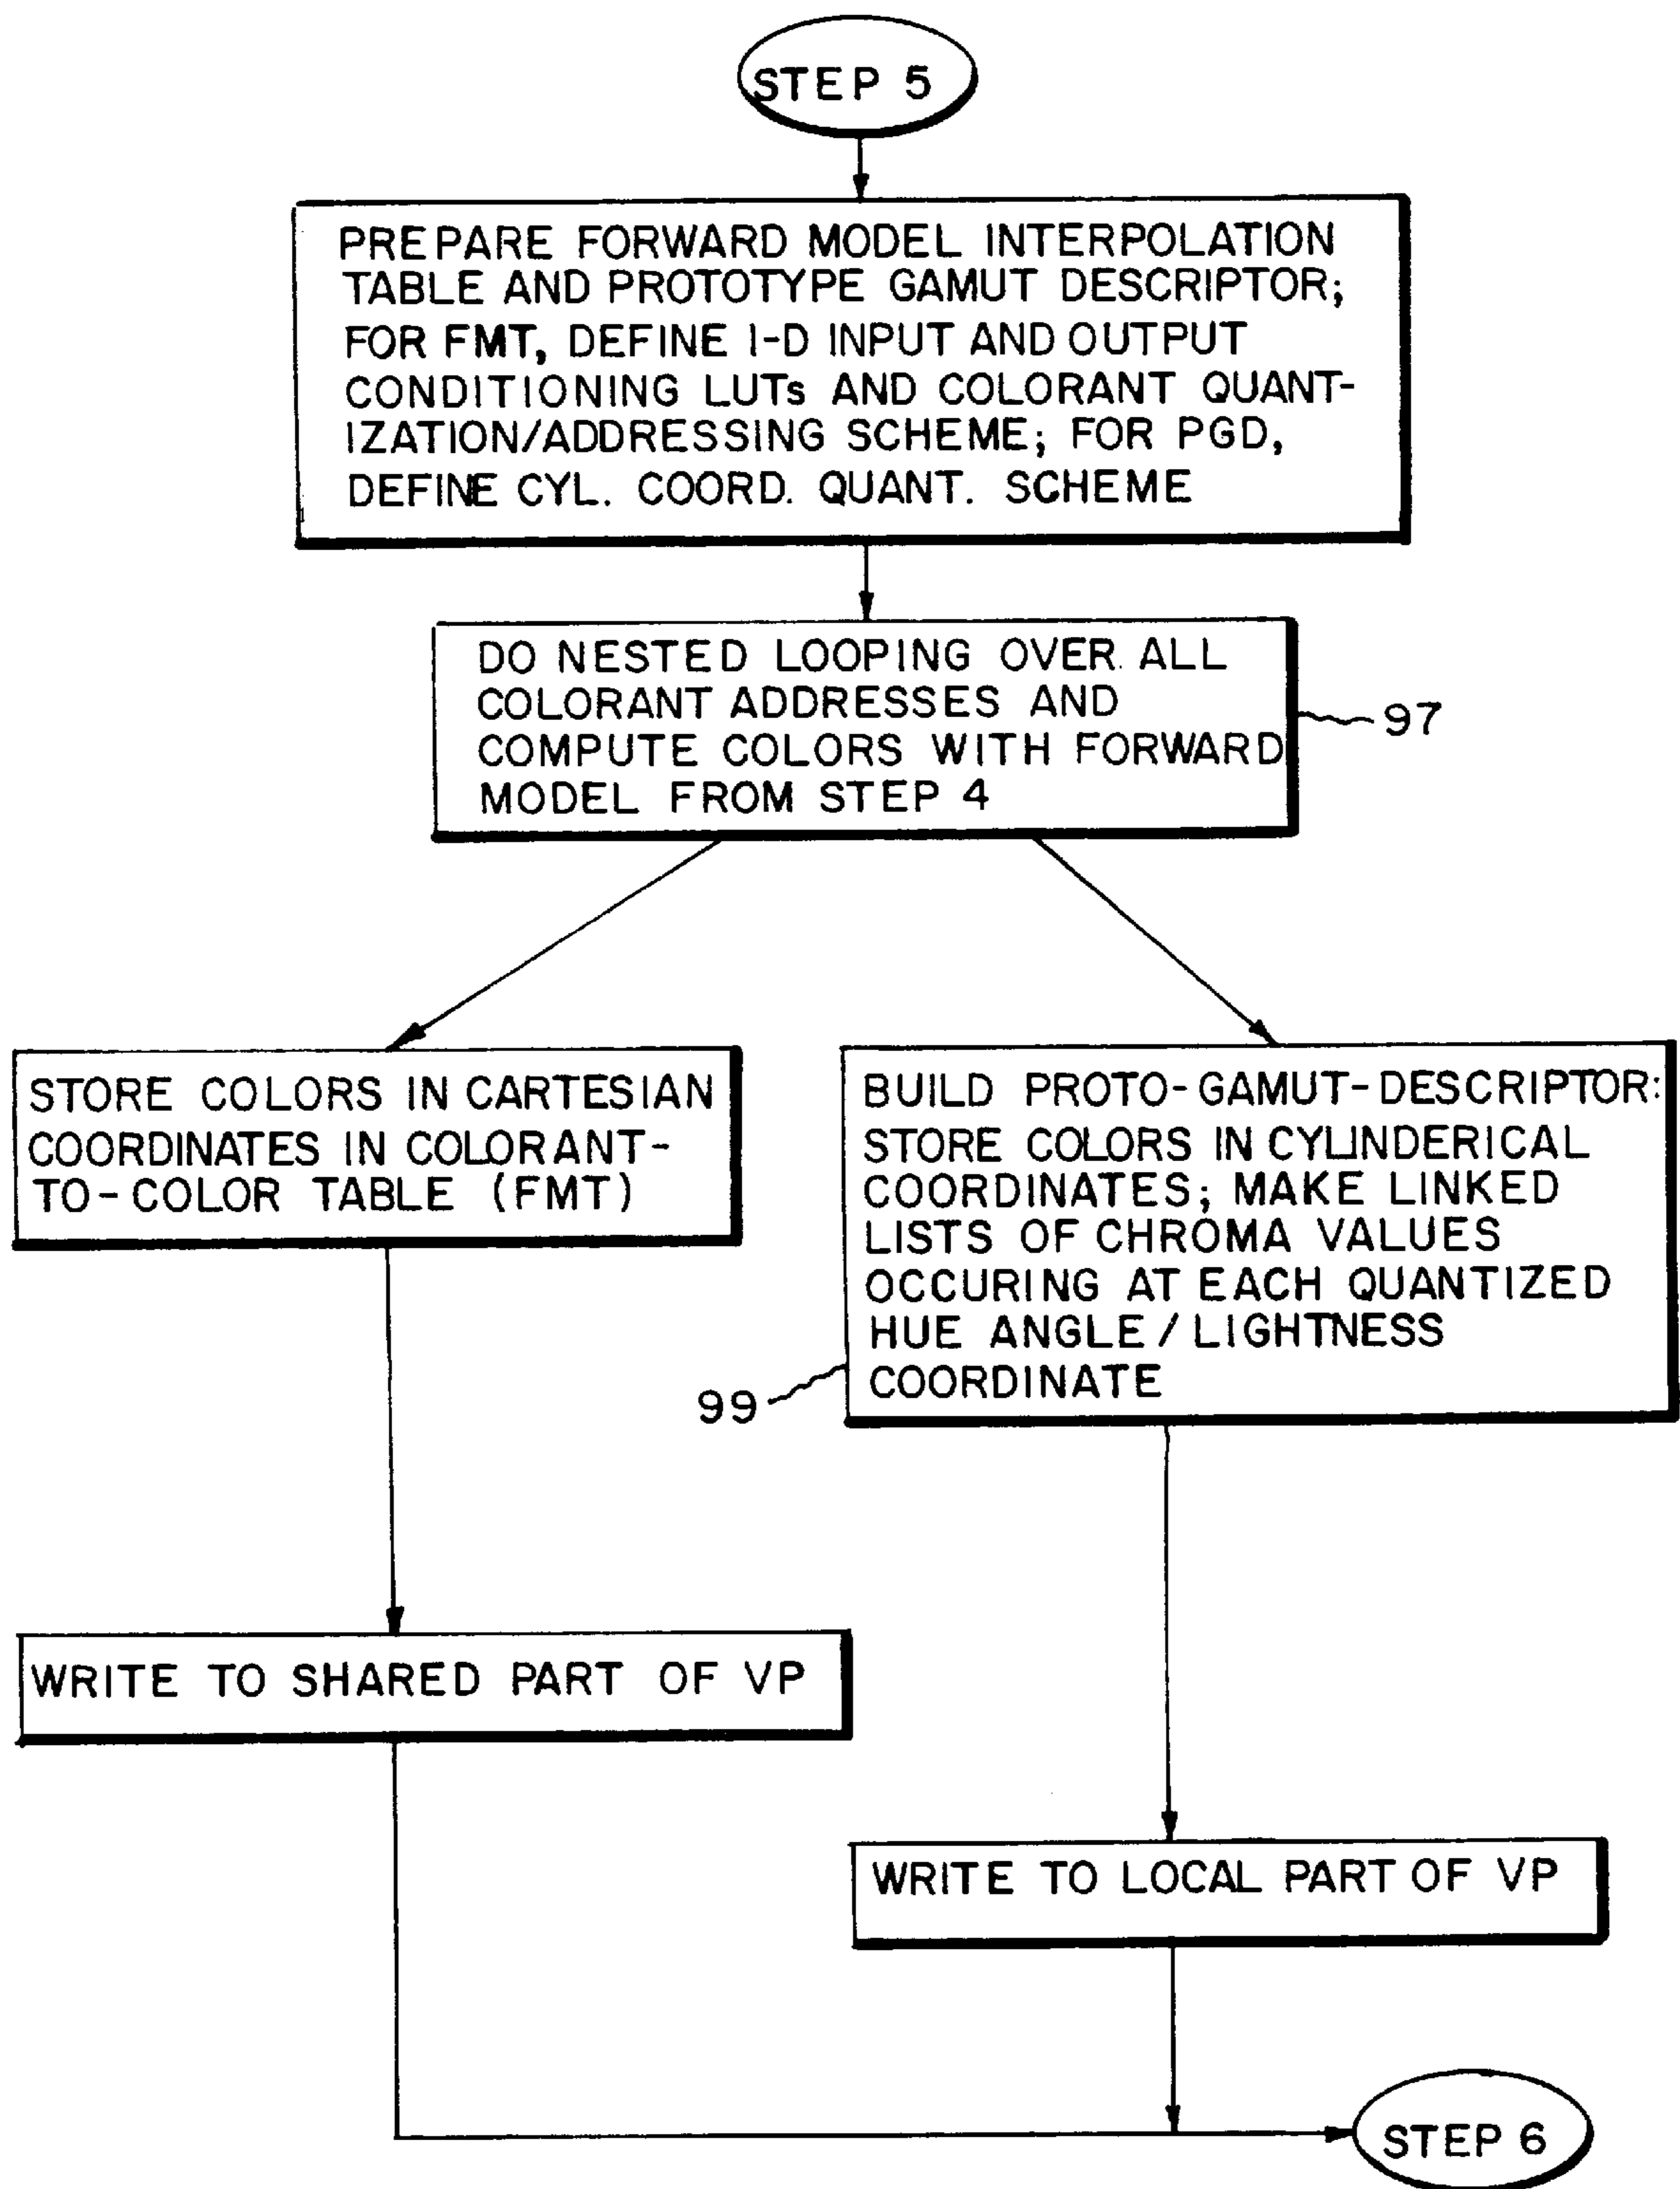 STEP 5
PREPARE FORWARD MODEL INTERPOLATION
TABLE AND PROTOTYPE GAMUT DESCRIPTOR;
FOR FMT, DEFINE 1-D INPUT AND OUTPUT
CONDITIONING LUTs AND COLORANT QUANT-
IZATION/ADDRESSING SCHEME; FOR PGD,
DEFINE CYL. COORD. QUANT. SCHEME
DO NESTED LOOPING OVER ALL
COLORANT ADDRESSES AND
COMPUTE COLORS WITH FORWARD
MODEL FROM STEP 4
97
STORE COLORS IN CARTESIAN
COORDINATES IN COLORANT-
TO-COLOR TABLE (FMT)
BUILD PROTO-GAMUT-DESCRIPTOR:
STORE COLORS IN CYLINDERICAL
COORDINATES; MAKE LINKED
LISTS OF CHROMA VALUES
OCCURING AT EACH QUANTIZED
HUE ANGLE / LIGHTNESS
COORDINATE
99
WRITE TO SHARED PART OF VP
WRITE TO LOCAL PART OF VP
STEP 6